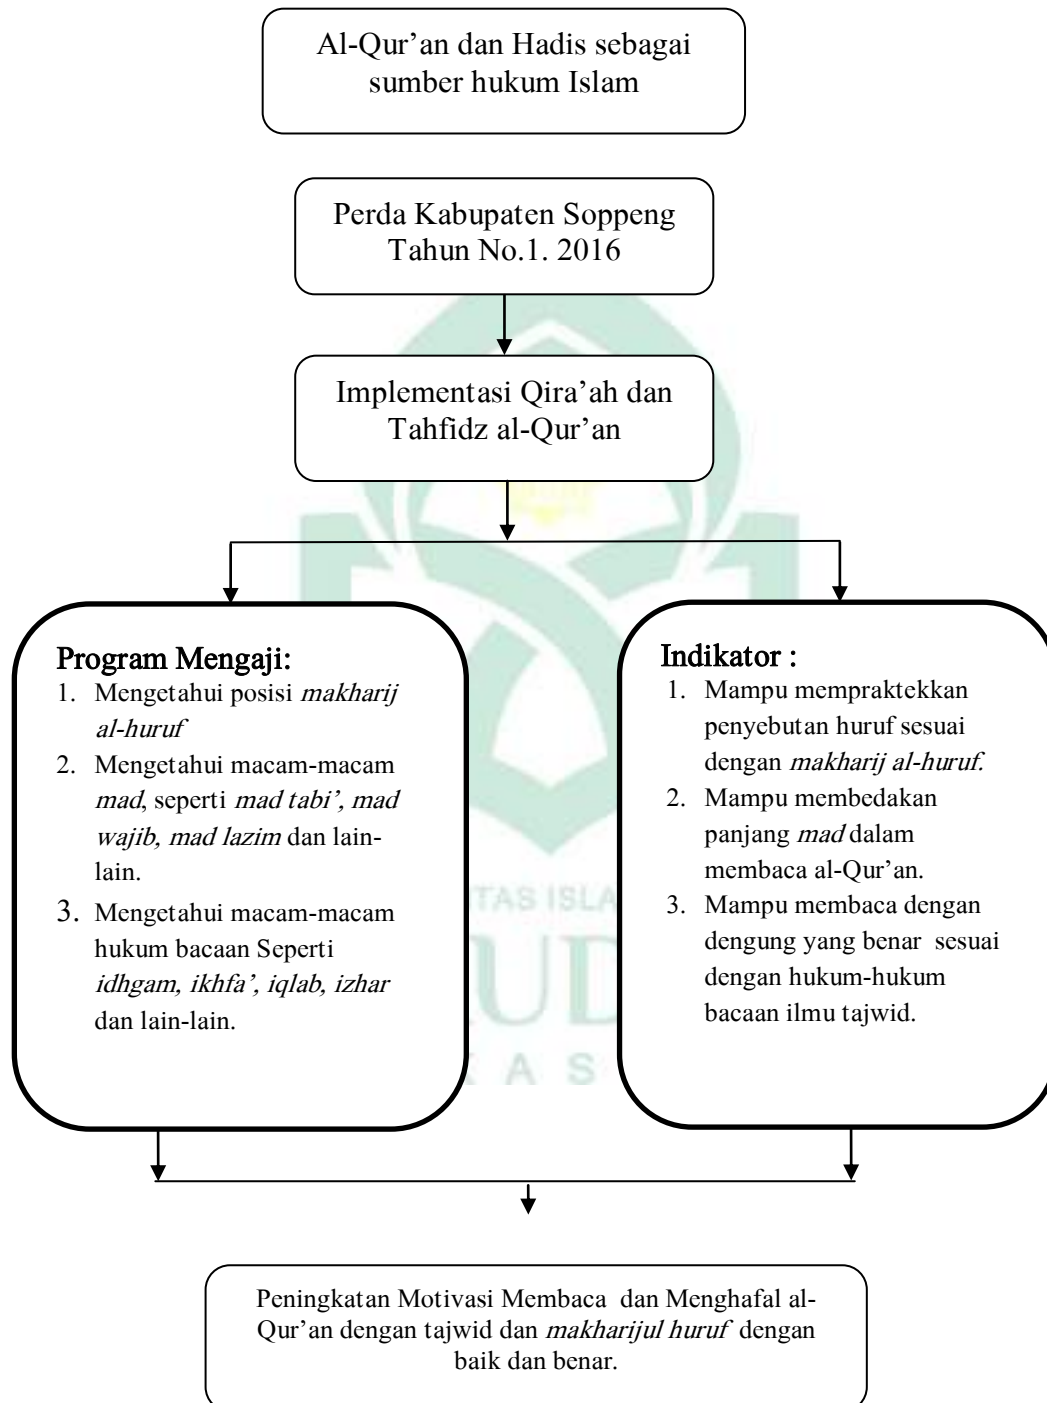 Al-Qur’an dan Hadis sebagai
sumber hukum Islam
Perda Kabupaten Soppeng
Tahun No.1. 2016
Implementasi Qira’ah dan
Tahfidz al-Qur’an
Program Mengaji:
1. Mengetahui posisi makharij
al-huruf
2. Mengetahui macam-macam
mad, seperti mad tabi’, mad
wajib, mad lazim dan lain-
lain.
3. Mengetahui macam-macam
hukum bacaan Seperti
idhgam, ikhfa’, iqlab, izhar
dan lain-lain.
Indikator :
1. Mampu mempraktekkan
penyebutan huruf sesuai
dengan makharij al-huruf.
2. Mampu membedakan
panjang mad dalam
membaca al-Qur’an.
3. Mampu membaca dengan
dengung yang benar sesuai
dengan hukum-hukum
bacaan ilmu tajwid.
TAS ISLA
UD
A S
Peningkatan Motivasi Membaca dan Menghafal al-
Qur’an dengan tajwid dan makharijul huruf dengan
baik dan benar.